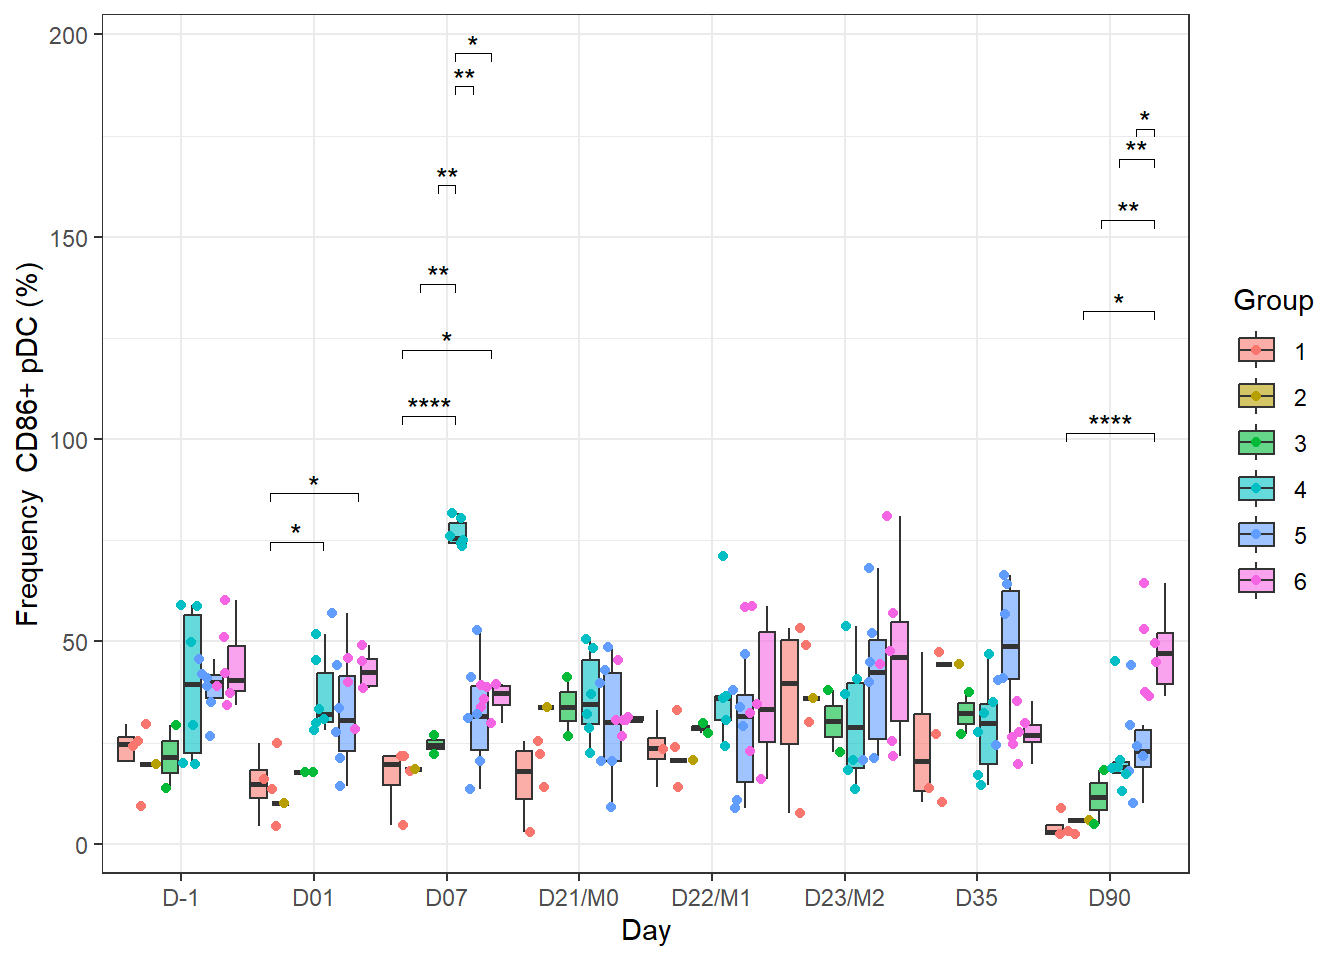 200
150
100
50
0
Frequency  CD86+ pDC (%)
*
**
**
**
*
****
*
*
*
**
**
*
****
D-1
D01
D07
D21/M0
D22/M1
D23/M2
D35
D90
Day
Group
1
2
3
4
5
6